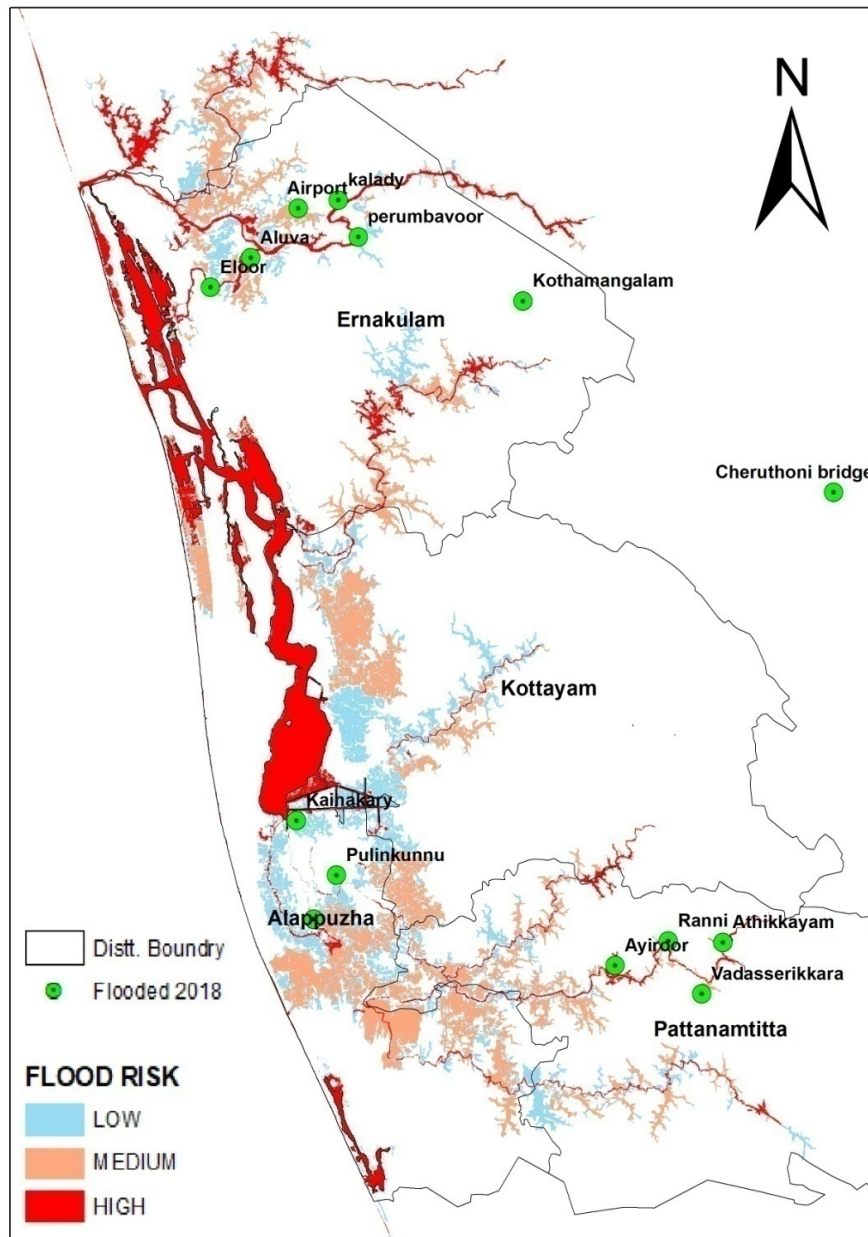 N
Airport kalady
perumbavoor
Aluva
Eloor
Kothamangalam
Ernakulam
Cheruthoni bridge
Kottayam
Kainakary
Pulinkunnu
Alappuzha
Ranni Athikkayam
Ayiroor
Vadasserikkara
Pattanamtitta
Distt. Boundry
Flooded 2018
FLOOD RISK
LOW
MEDIUM
HIGH